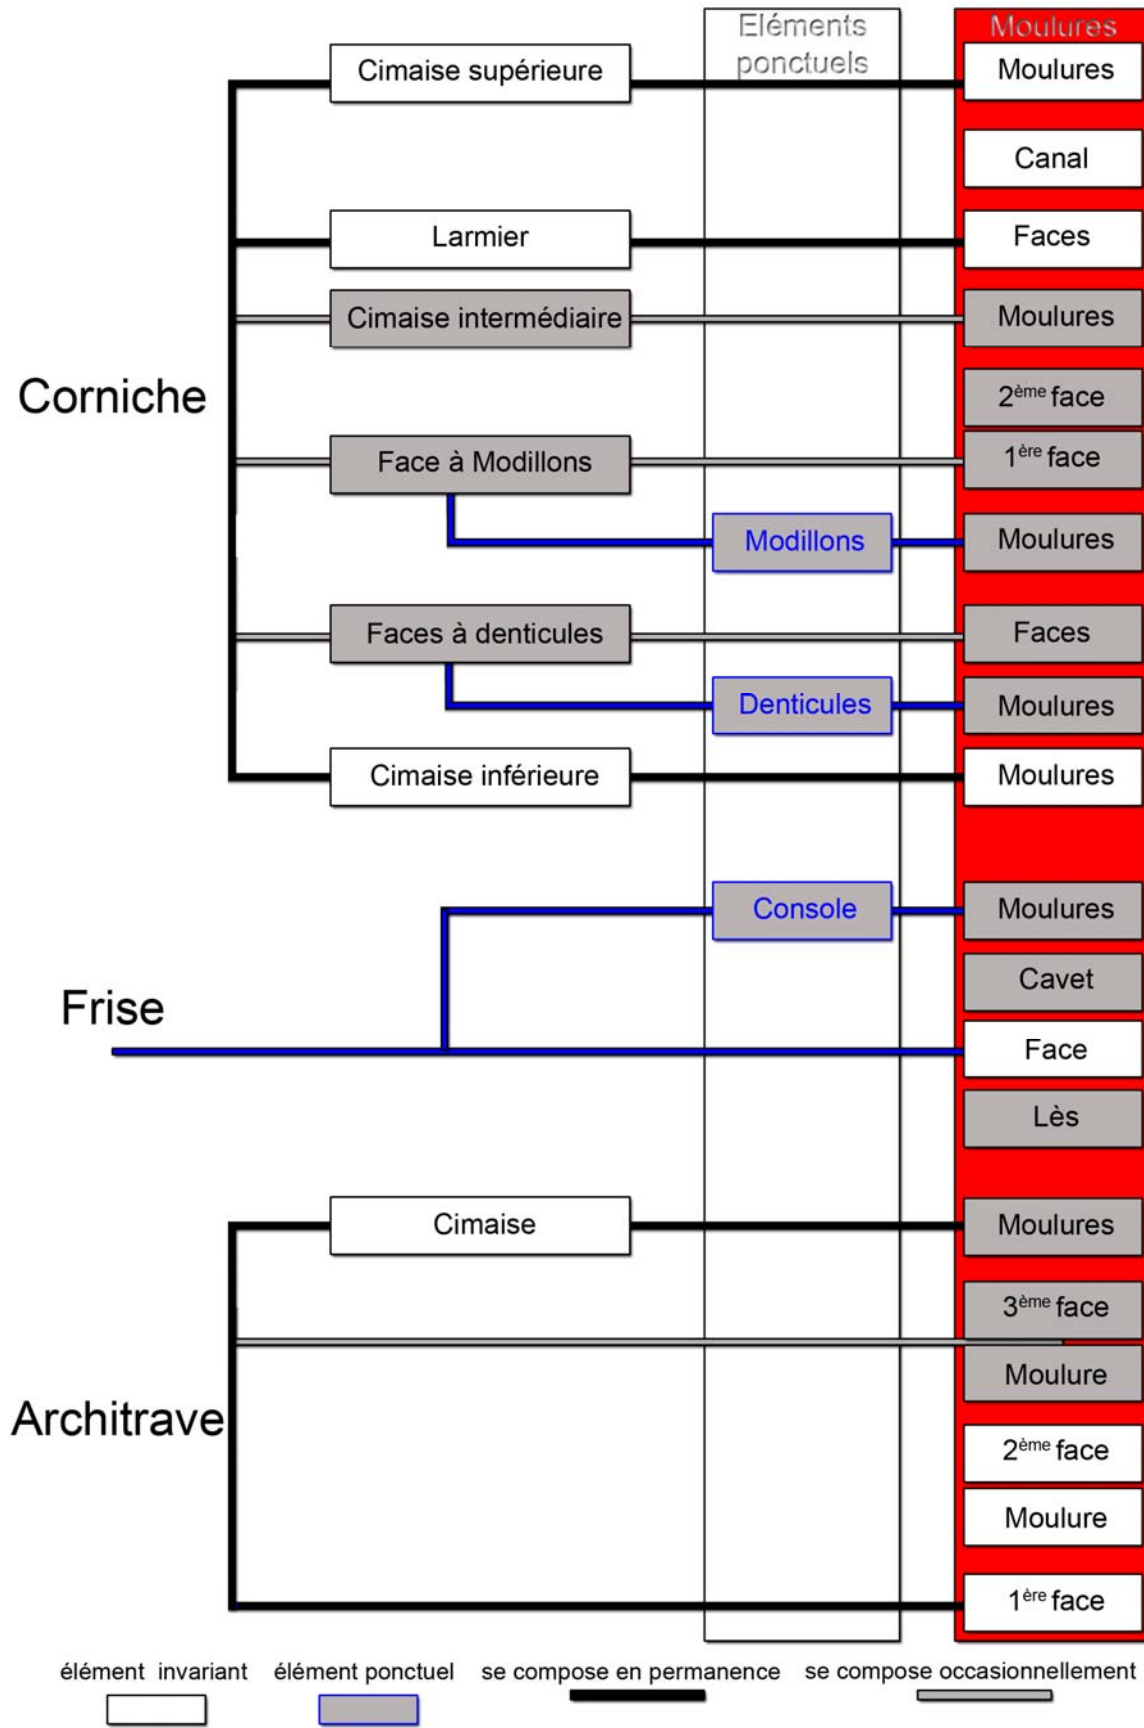 Eléments
ponctuels
Moulures
Cimaise supérieure
Moulures
Canal
Larmier
Faces
Cimaise intermédiaire
Moulures
Corniche
2ème face
Face à Modillons
1ère face
Modillons
Moulures
Faces à denticules
Faces
Denticules
Moulures
Cimaise inférieure
Moulures
Console
Moulures
Cavet
Frise
Face
Lès
Cimaise
Moulures
3ème face
Moulure
Architrave
2ème face
Moulure
1ère face
élément invariant
élément ponctuel
se compose en permanence
se compose occasionnellement